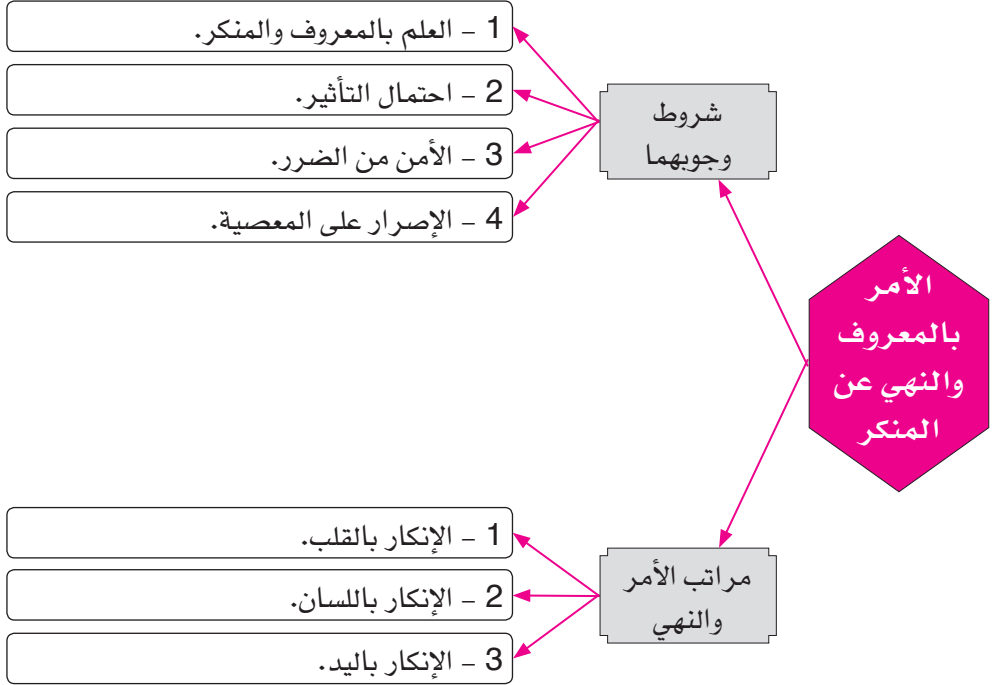 الأمر
بالمعروف
والنهي عن
المنكر
شروط
وجوبهما
1 – العلم بالمعروف والمنكر.
2 – احتمال التأثير.
3 – الأمن من الضرر.
4 – الإصرار على المعصية.
مراتب الأمر
والنهي
1 – الإنكار بالقلب.
2 – الإنكار باللسان.
3 – الإنكار باليد.